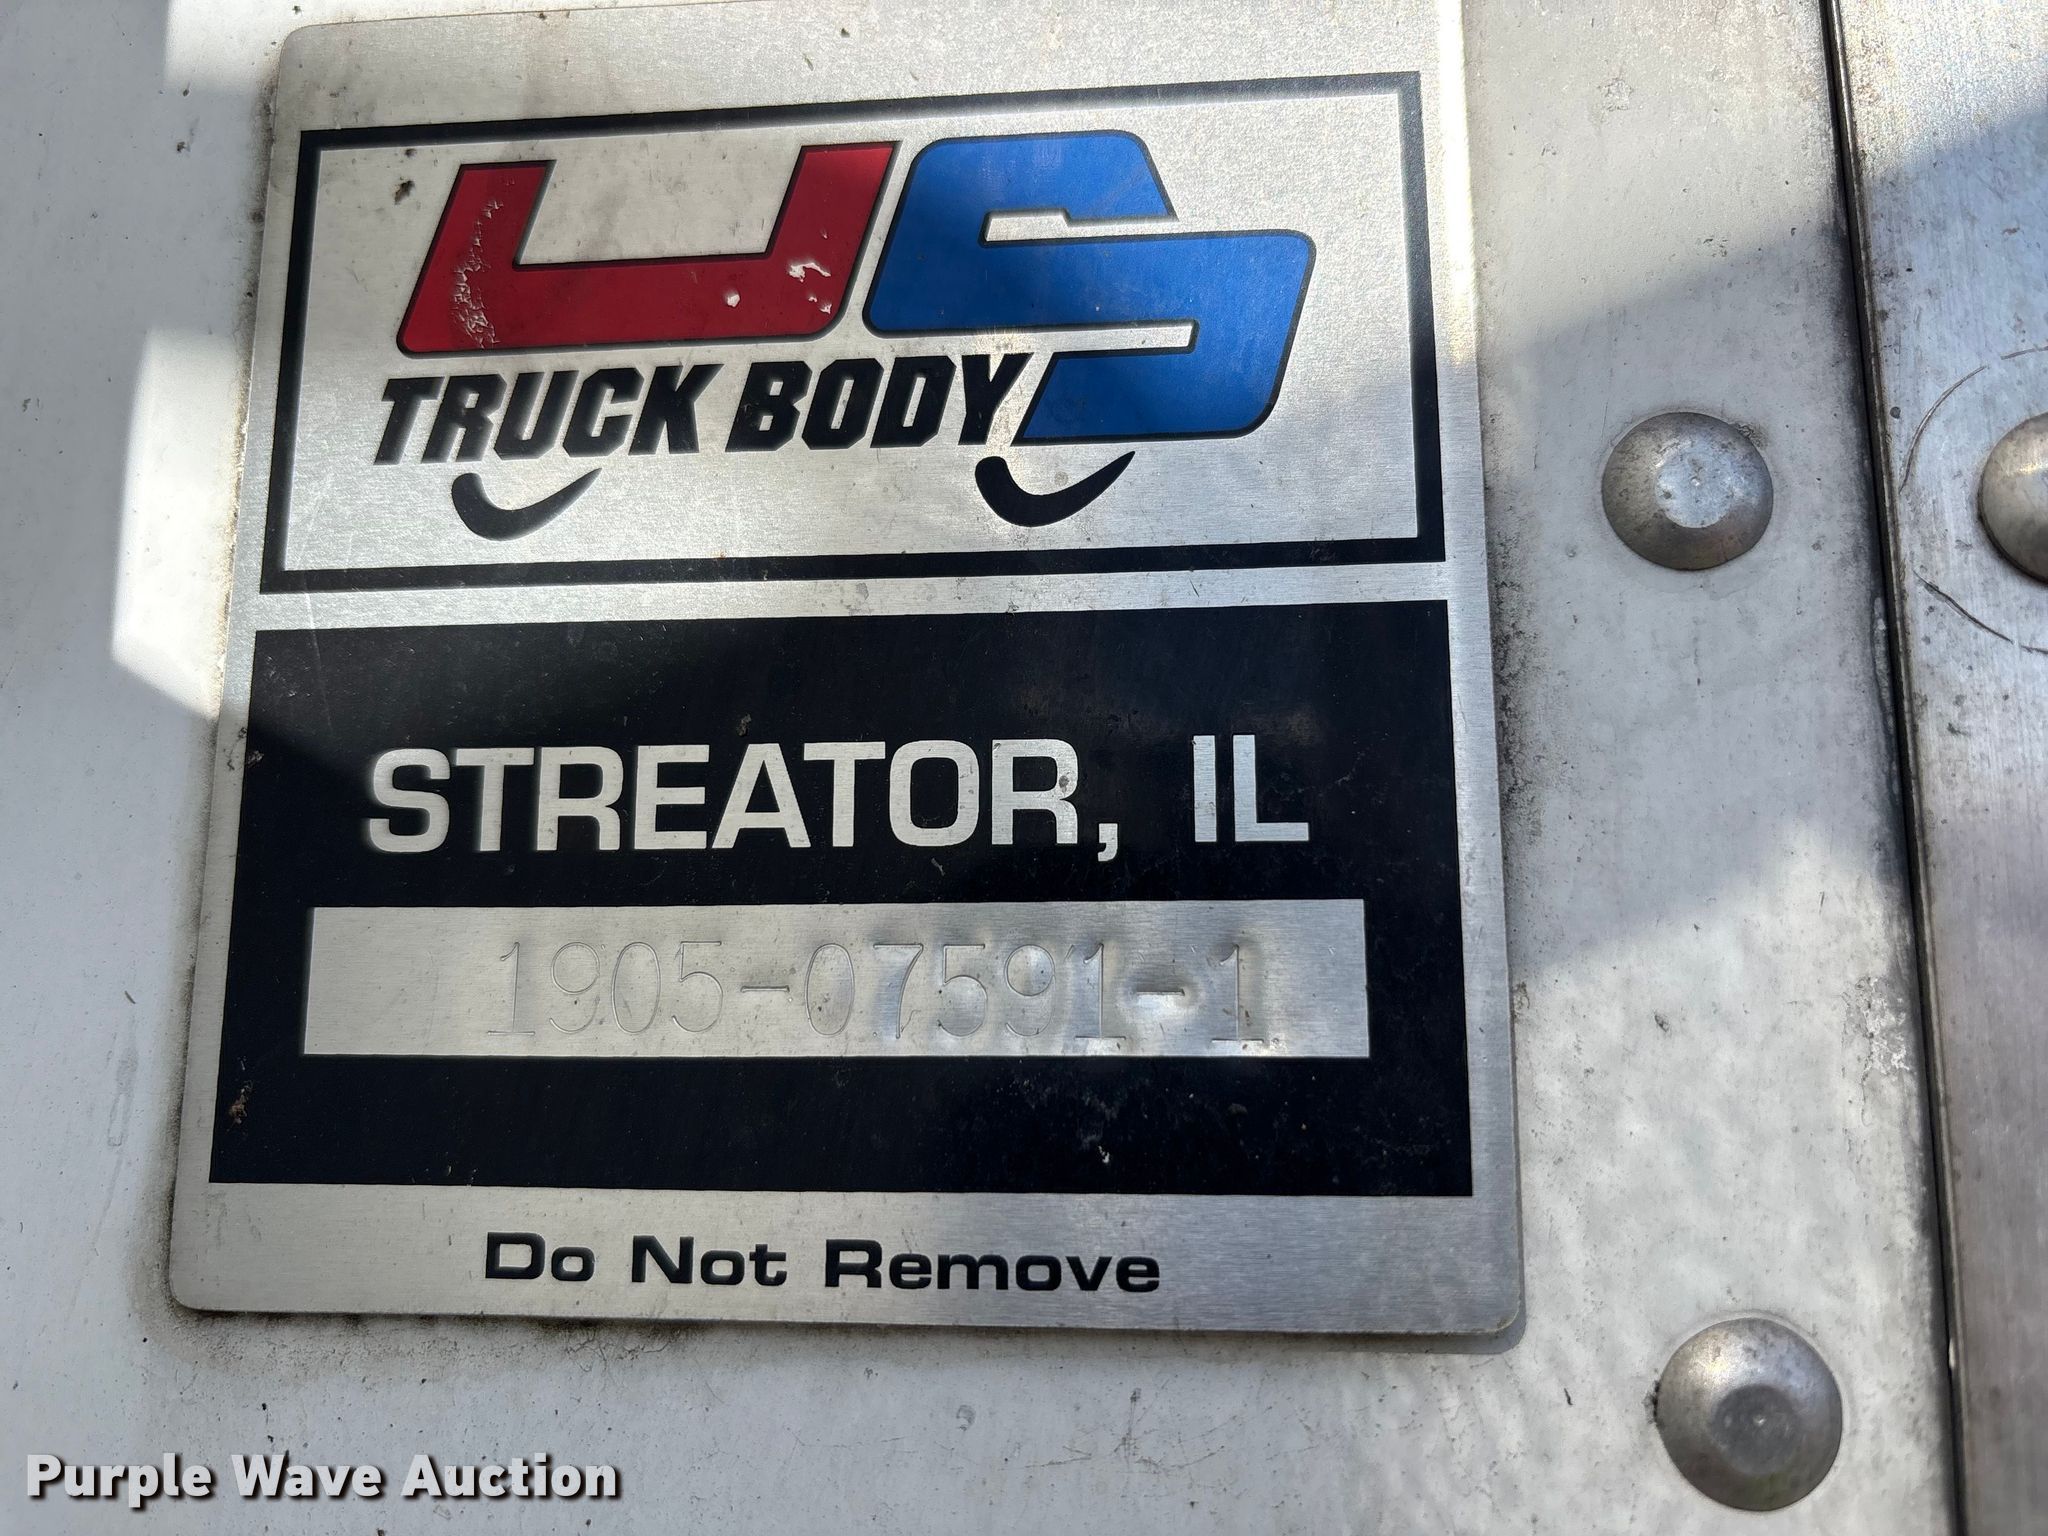 US
TRUCK BODY
STREATOR, IL
1905-07591-1
Do Not Remove
Purple Wave Auction